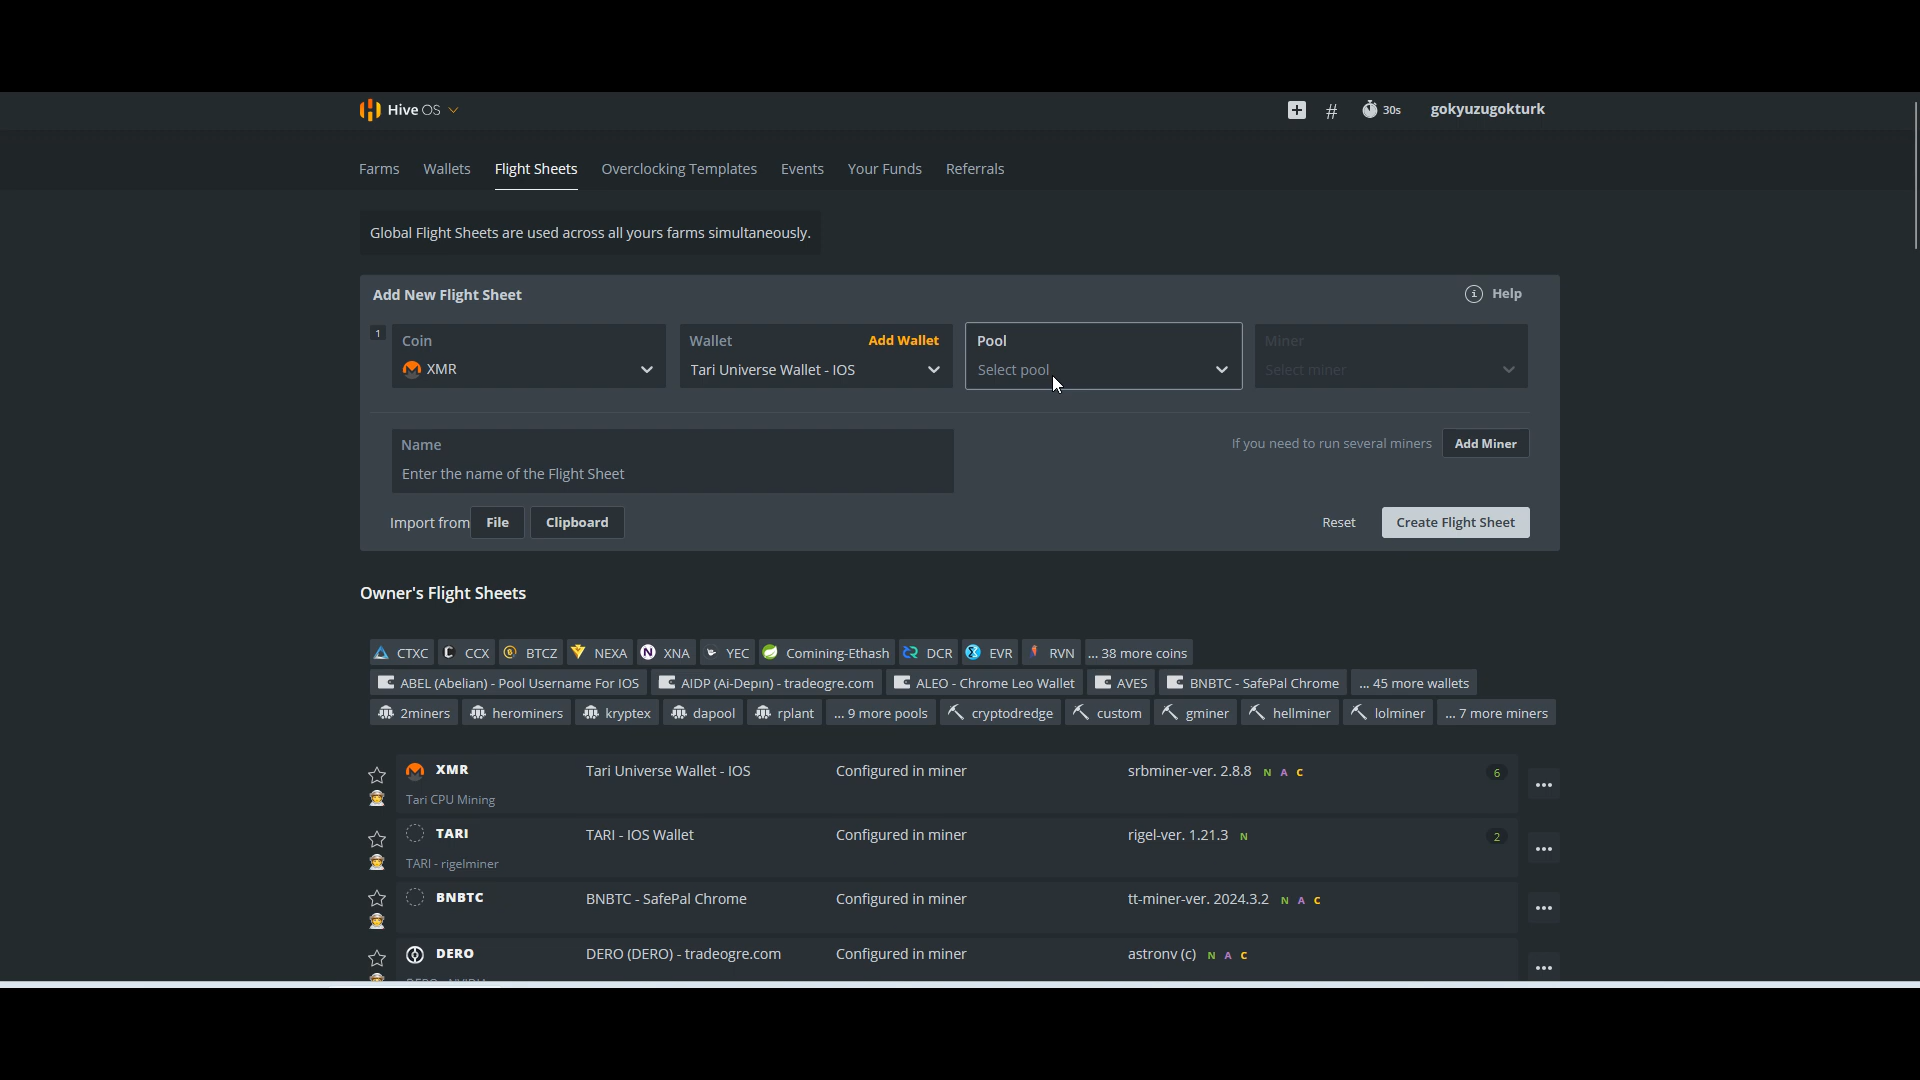 Hive OS
30s
gokyuzugokturk
Farms Wallets Flight Sheets Overclocking Templates Events Your Funds Referrals
Global Flight Sheets are used across all yours farms simultaneously.
Add New Flight Sheet
Help
1
Coin
XMR
Wallet
Add Wallet
Tari Universe Wallet - IOS
Pool
Select pool
Miner
Select miner
Name
Enter the name of the Flight Sheet
If you need to run several miners
Add Miner
Import from
File
Clipboard
Reset
Create Flight Sheet
Owner's Flight Sheets
CTXC CCX BTCZ NEXA XNA YEC Comining-Ethash DCR EVR RVN ... 38 more coins
ABEL (Abelian) - Pool Username For IOS AIDP (Ai-Depın) - tradeogre.com ALEO - Chrome Leo Wallet AVES BNBTC - SafePal Chrome ... 45 more wallets
2miners herominers kryptex dapool rplant ... 9 more pools cryptodredge custom gminer hellminer lolminer ... 7 more miners
XMR Tari Universe Wallet - IOS Configured in miner srbminer-ver. 2.8.8 N A C 6
Tari CPU Mining
TARI TARI - IOS Wallet Configured in miner rigel-ver. 1.21.3 N 2
TARI - rigelminer
BNBTC BNBTC - SafePal Chrome Configured in miner tt-miner-ver. 2024.3.2 N A C
DERO DERO (DERO) - tradeogre.com Configured in miner astronv (c) N A C